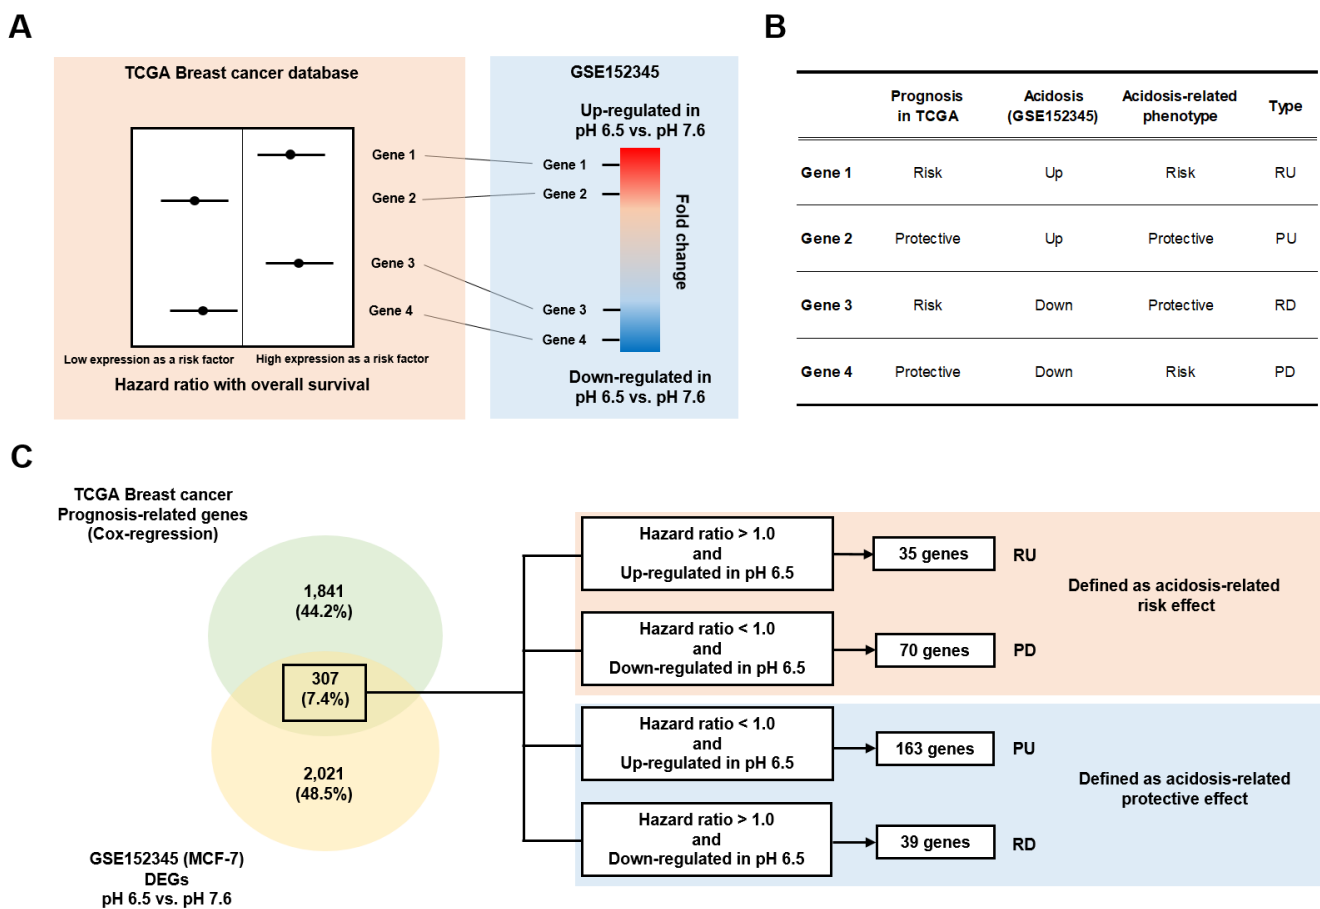 A
TCGA Breast cancer database
Gene 1
Gene 2
Gene 3
Gene 4
Low expression as a risk factor
High expression as a risk factor
Hazard ratio with overall survival
GSE152345
Up-regulated in
pH 6.5 vs. pH 7.6
Gene 1
Gene 2
Gene 3
Gene 4
Fold change
Down-regulated in
pH 6.5 vs. pH 7.6
B
Prognosis
in TCGA
Acidosis
(GSE152345)
Acidosis-related
phenotype
Type
Gene 1 Risk Up Risk RU
Gene 2 Protective Up Protective PU
Gene 3 Risk Down Protective RD
Gene 4 Protective Down Risk PD
C
TCGA Breast cancer
Prognosis-related genes
(Cox-regression)
1,841
(44.2%)
307
(7.4%)
2,021
(48.5%)
GSE152345 (MCF-7)
DEGs
pH 6.5 vs. pH 7.6
Hazard ratio > 1.0
and
Up-regulated in pH 6.5
35 genes
RU
Hazard ratio < 1.0
and
Down-regulated in pH 6.5
70 genes
PD
Defined as acidosis-related
risk effect
Hazard ratio < 1.0
and
Up-regulated in pH 6.5
163 genes
PU
Hazard ratio > 1.0
and
Down-regulated in pH 6.5
39 genes
RD
Defined as acidosis-related
protective effect